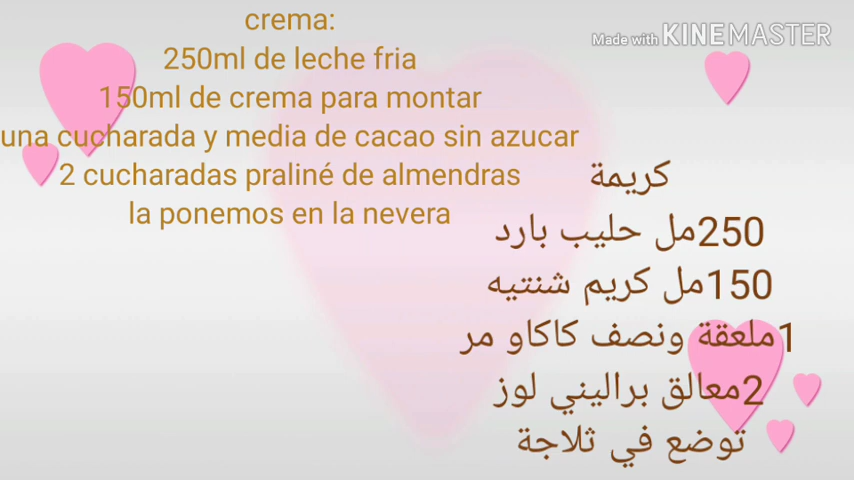 crema:
250ml de leche fria
150ml de crema para montar
una cucharada y media de cacao sin azucar
2 cucharadas praliné de almendras
la ponemos en la nevera
Made with KINEMASTER
كريمة
250مل حليب بارد
150مل كريم شنتيه
1ملعقة ونصف كاكاو مر
2معالق براليني لوز
توضع في ثلاجة